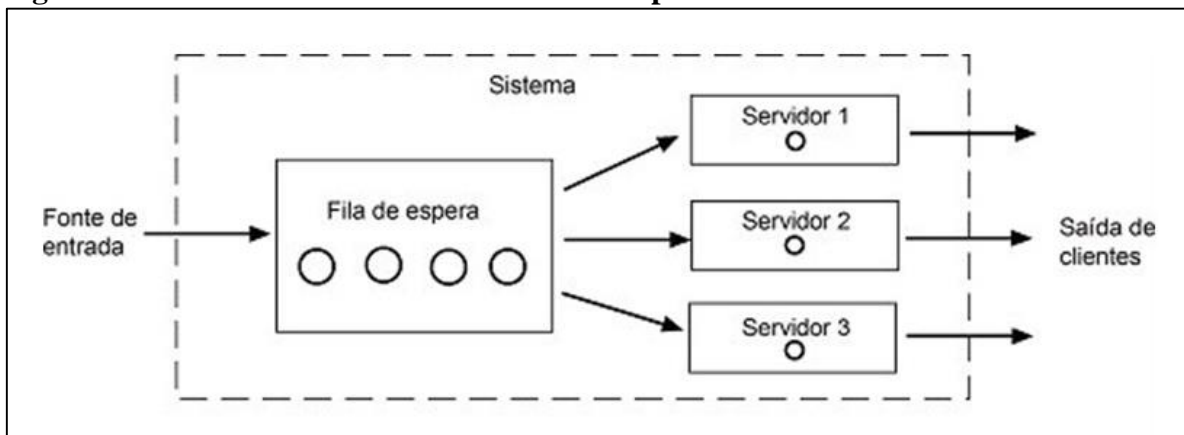 Sistema
Servidor 1
Fila de espera
Fonte de
entrada
Servidor 2
Saída de
clientes
Servidor 3